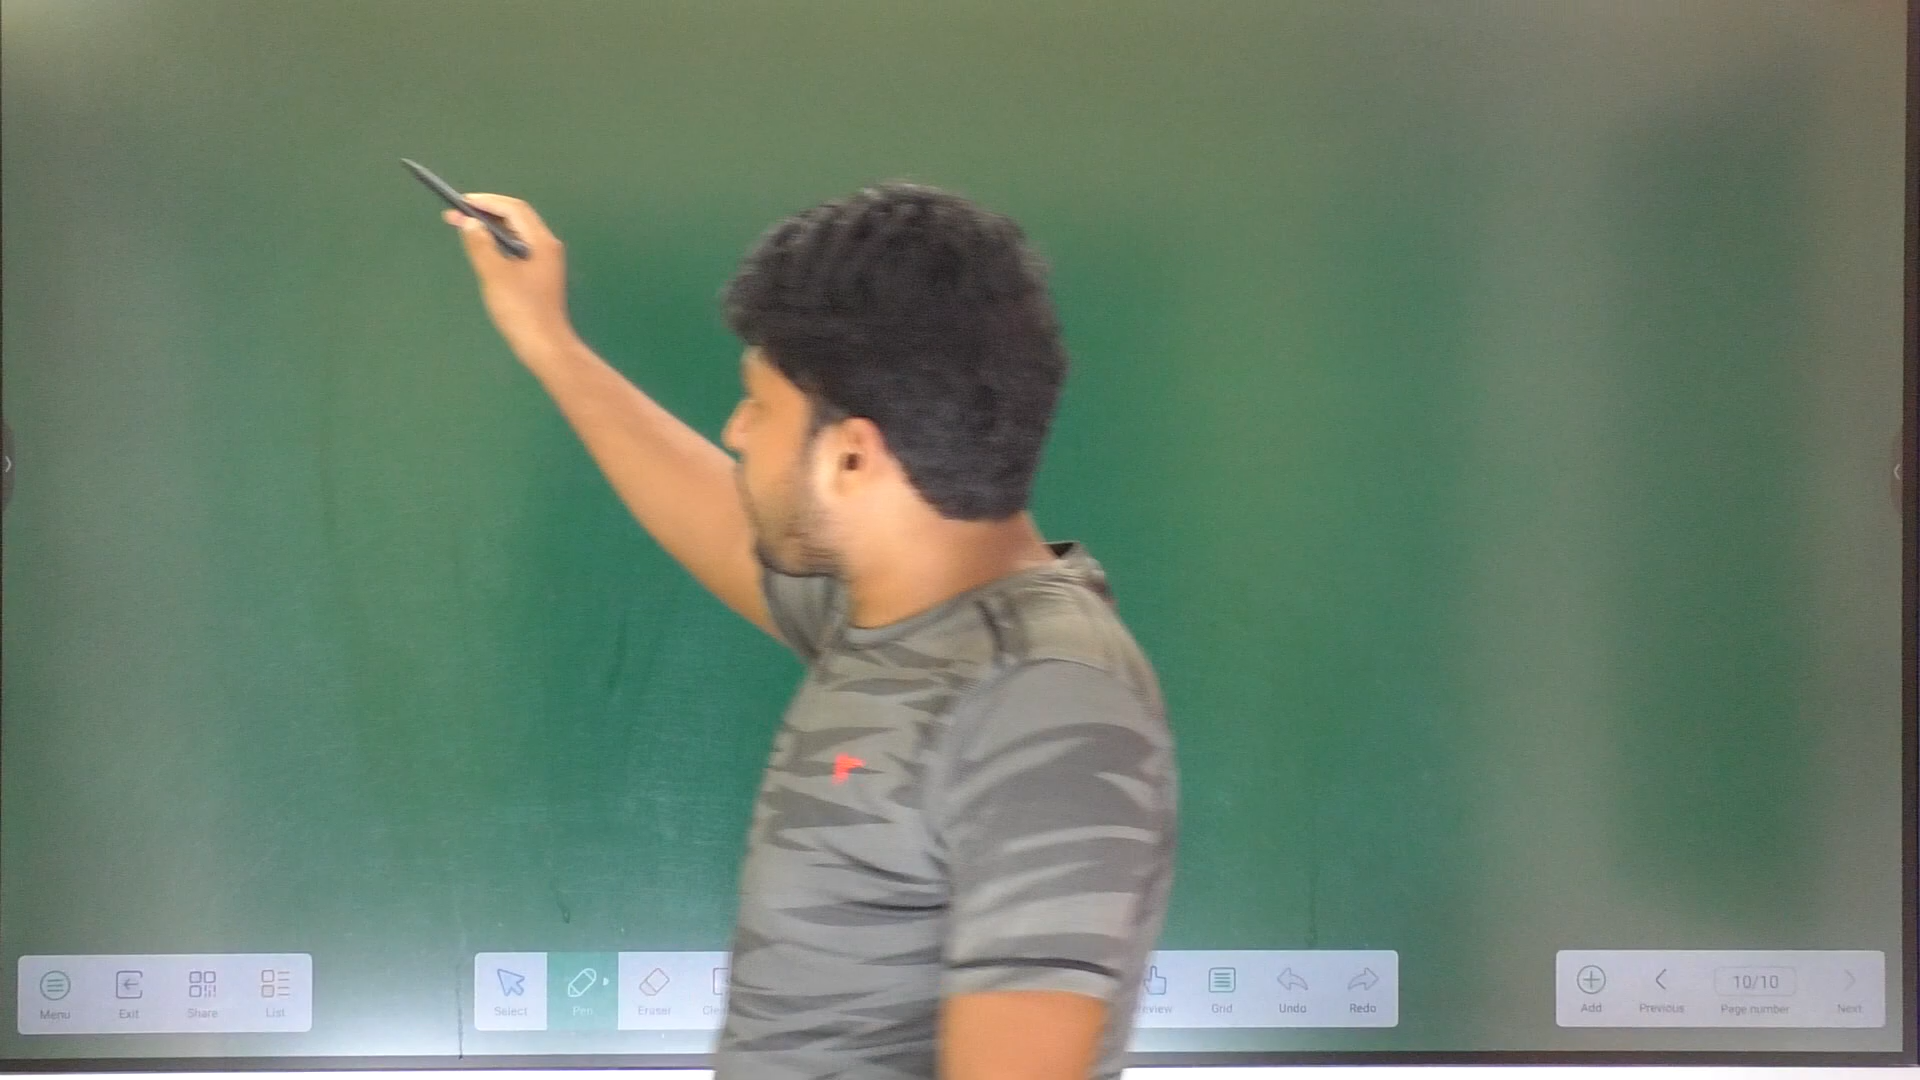 Menu Exit Share List
Select Pen Eraser Grid Undo Redo
10/10
Add Previous Page number Next